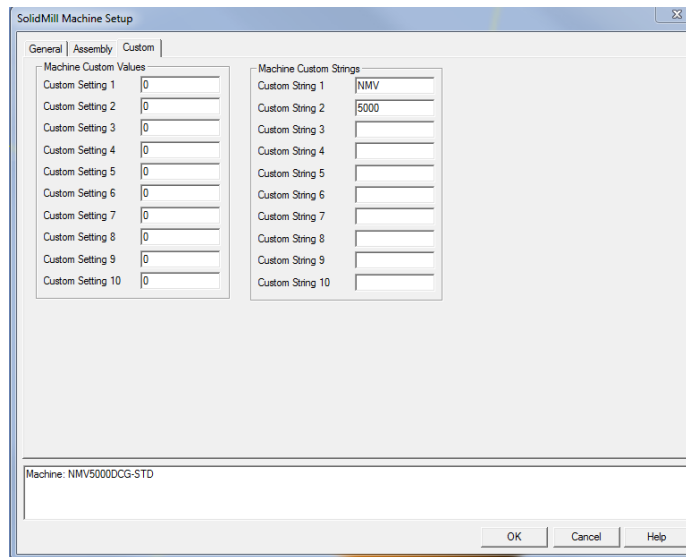 SolidMill Machine Setup
General Assembly Custom
Machine Custom Values
Custom Setting 1 0
Custom Setting 2 0
Custom Setting 3 0
Custom Setting 4 0
Custom Setting 5 0
Custom Setting 6 0
Custom Setting 7 0
Custom Setting 8 0
Custom Setting 9 0
Custom Setting 10 0
Machine Custom Strings
Custom String 1 NMV
Custom String 2 5000
Custom String 3
Custom String 4
Custom String 5
Custom String 6
Custom String 7
Custom String 8
Custom String 9
Custom String 10
Machine: NMV5000DCG-STD
OK Cancel Help